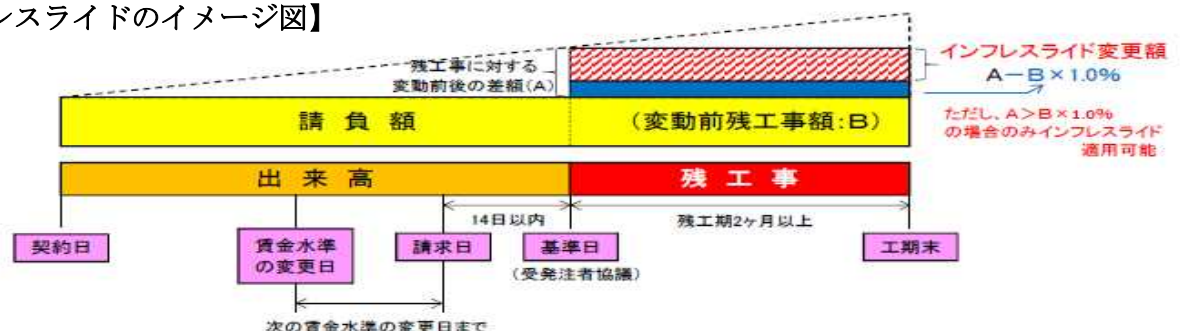 ンスライドのイメージ図】
残工事に対する
変動前後の差額(A)
インフレスライド変更額
A－B×1.0%
ただし、A>B×1.0%
の場合のみインフレスライド
適用可能
請 負 額
(変動前残工事額:B)
出 来 高
残 工 事
14日以内
残工期2ヶ月以上
契約日
賃金水準
の変更日
請求日
基準日
工期末
(受発注者協議)
次の賃金水準の変更日まで